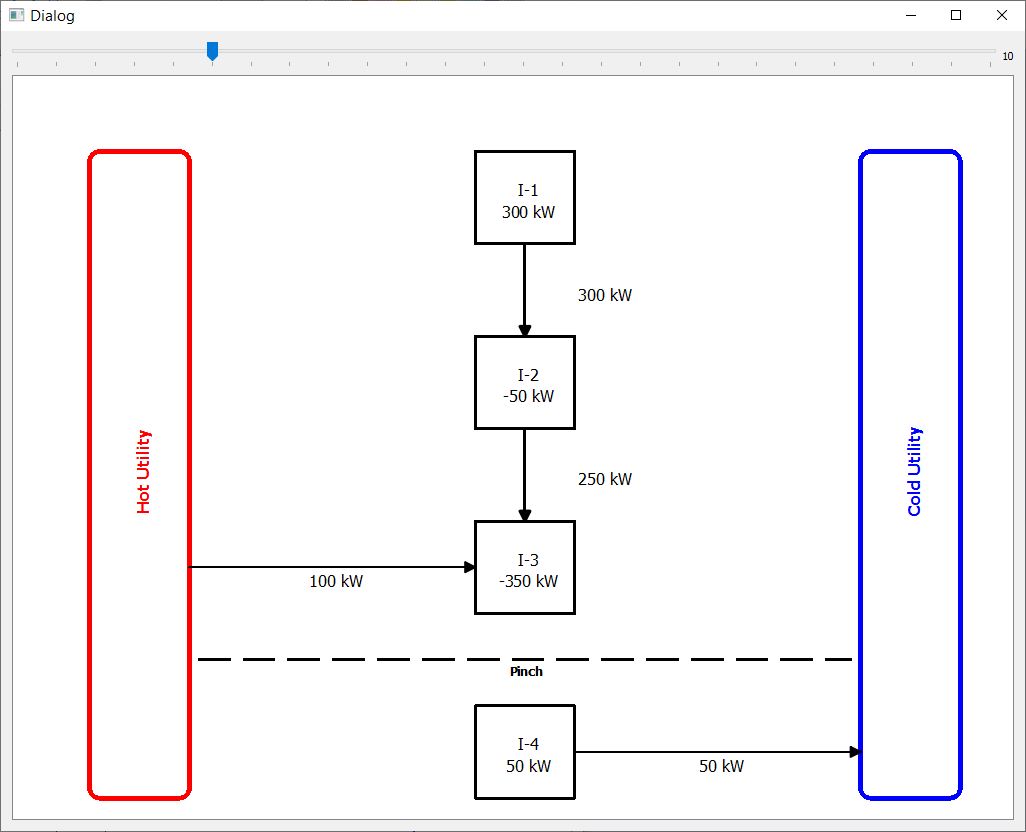 Dialog
10
I-1
300 kW
300 kW
I-2
-50 kW
250 kW
Hot Utility
Cold Utility
I-3
-350 kW
100 kW
Pinch
I-4
50 kW
50 kW